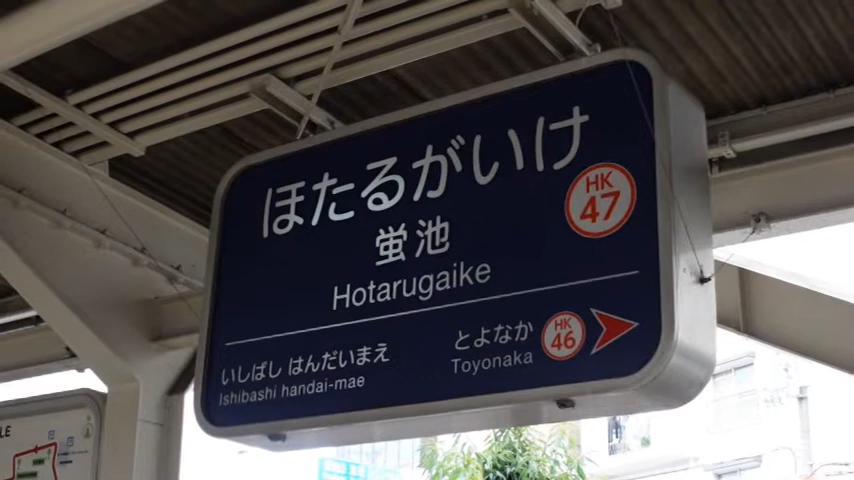 ほたるがいけ
HK
47
蛍池
Hotarugaike
いしばし はんだいまえ
Ishibashi handai-mae
とよなか
Toyonaka
HK
46